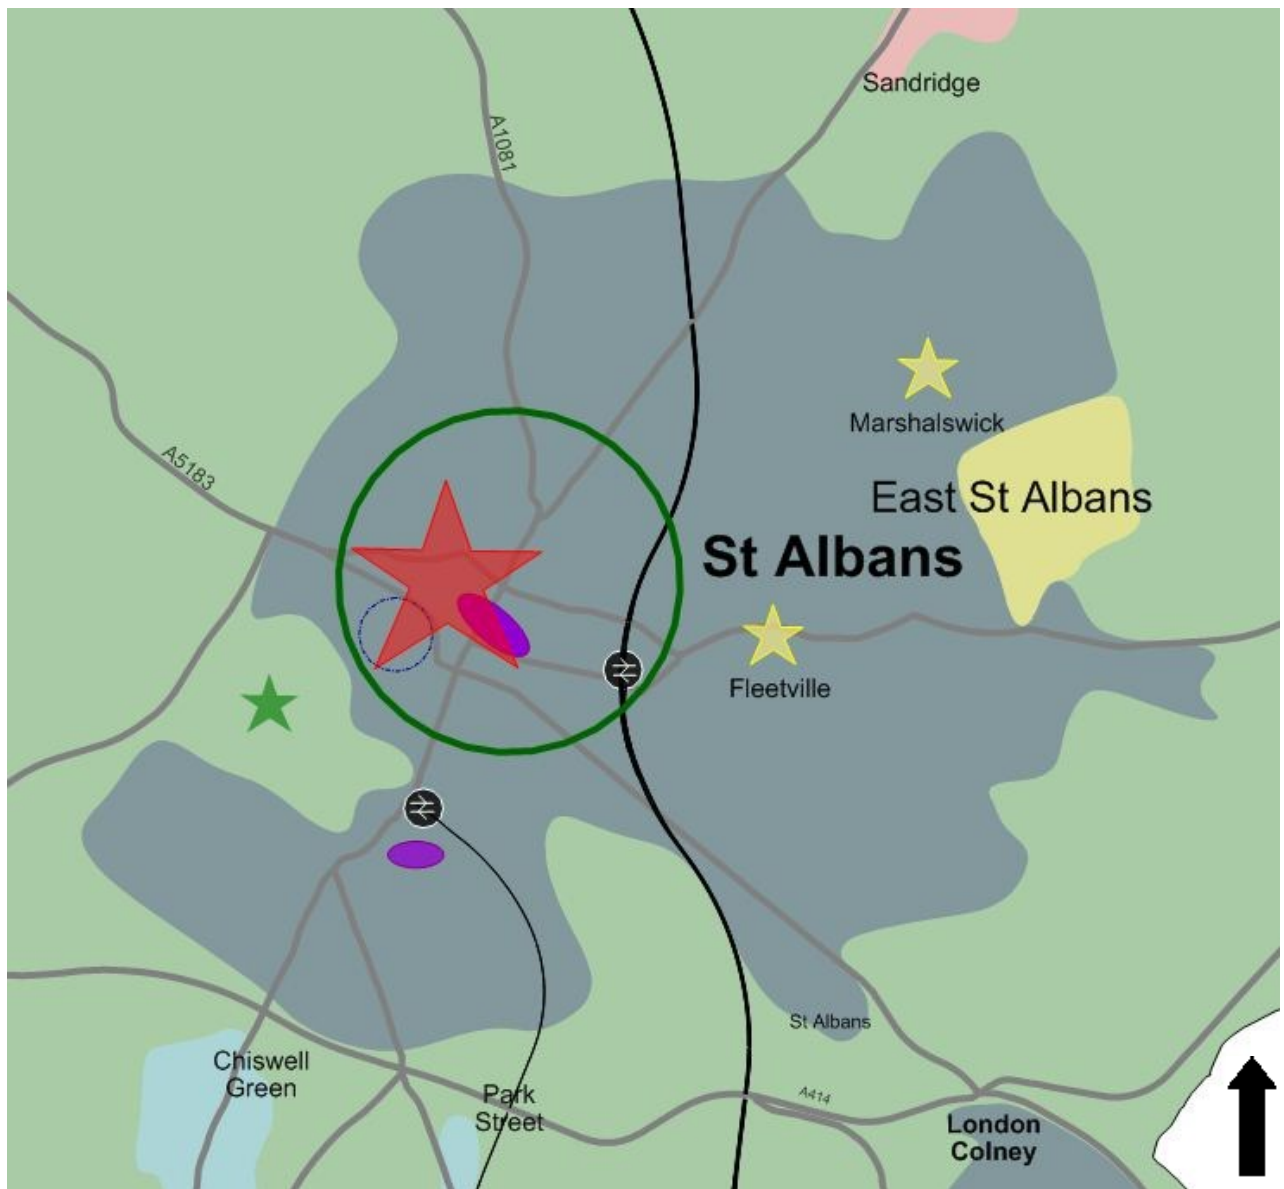 Sandridge
A1081
Marshalswick
A5183
East St Albans
St Albans
Fleetville
St Albans
Chiswell
Green
Park
Street
A414
London
Colney